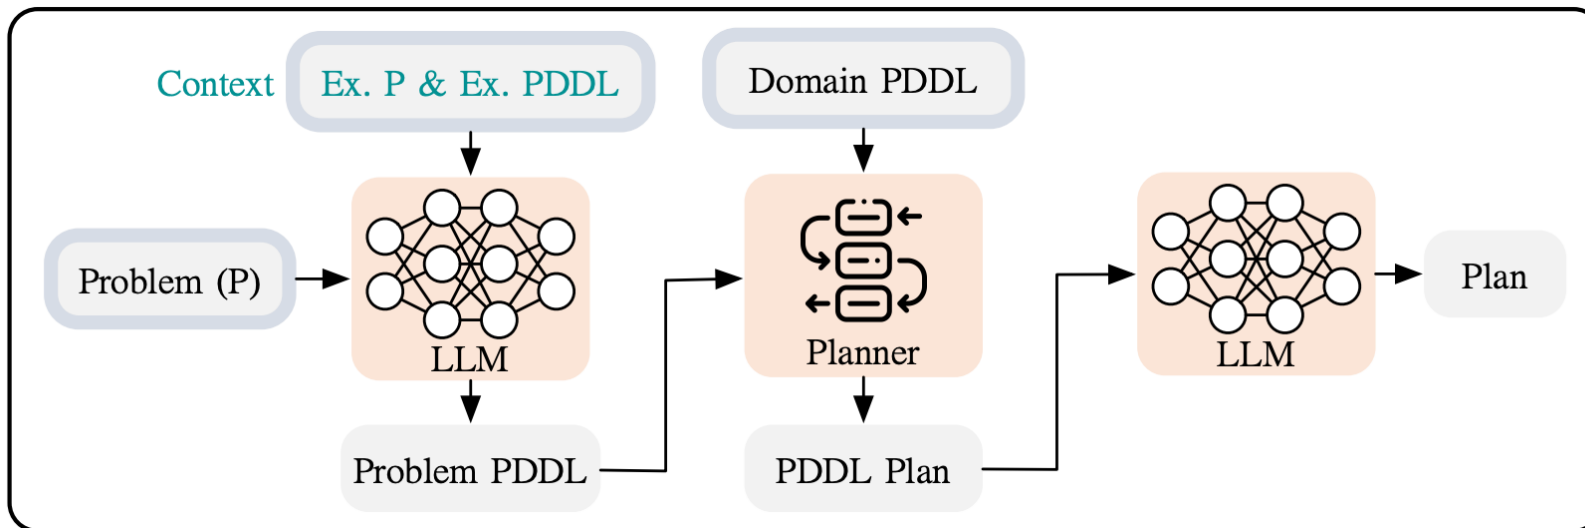 Context
Ex. P & Ex. PDDL
Domain PDDL
Problem (P)
LLM
Planner
LLM
Plan
Problem PDDL
PDDL Plan